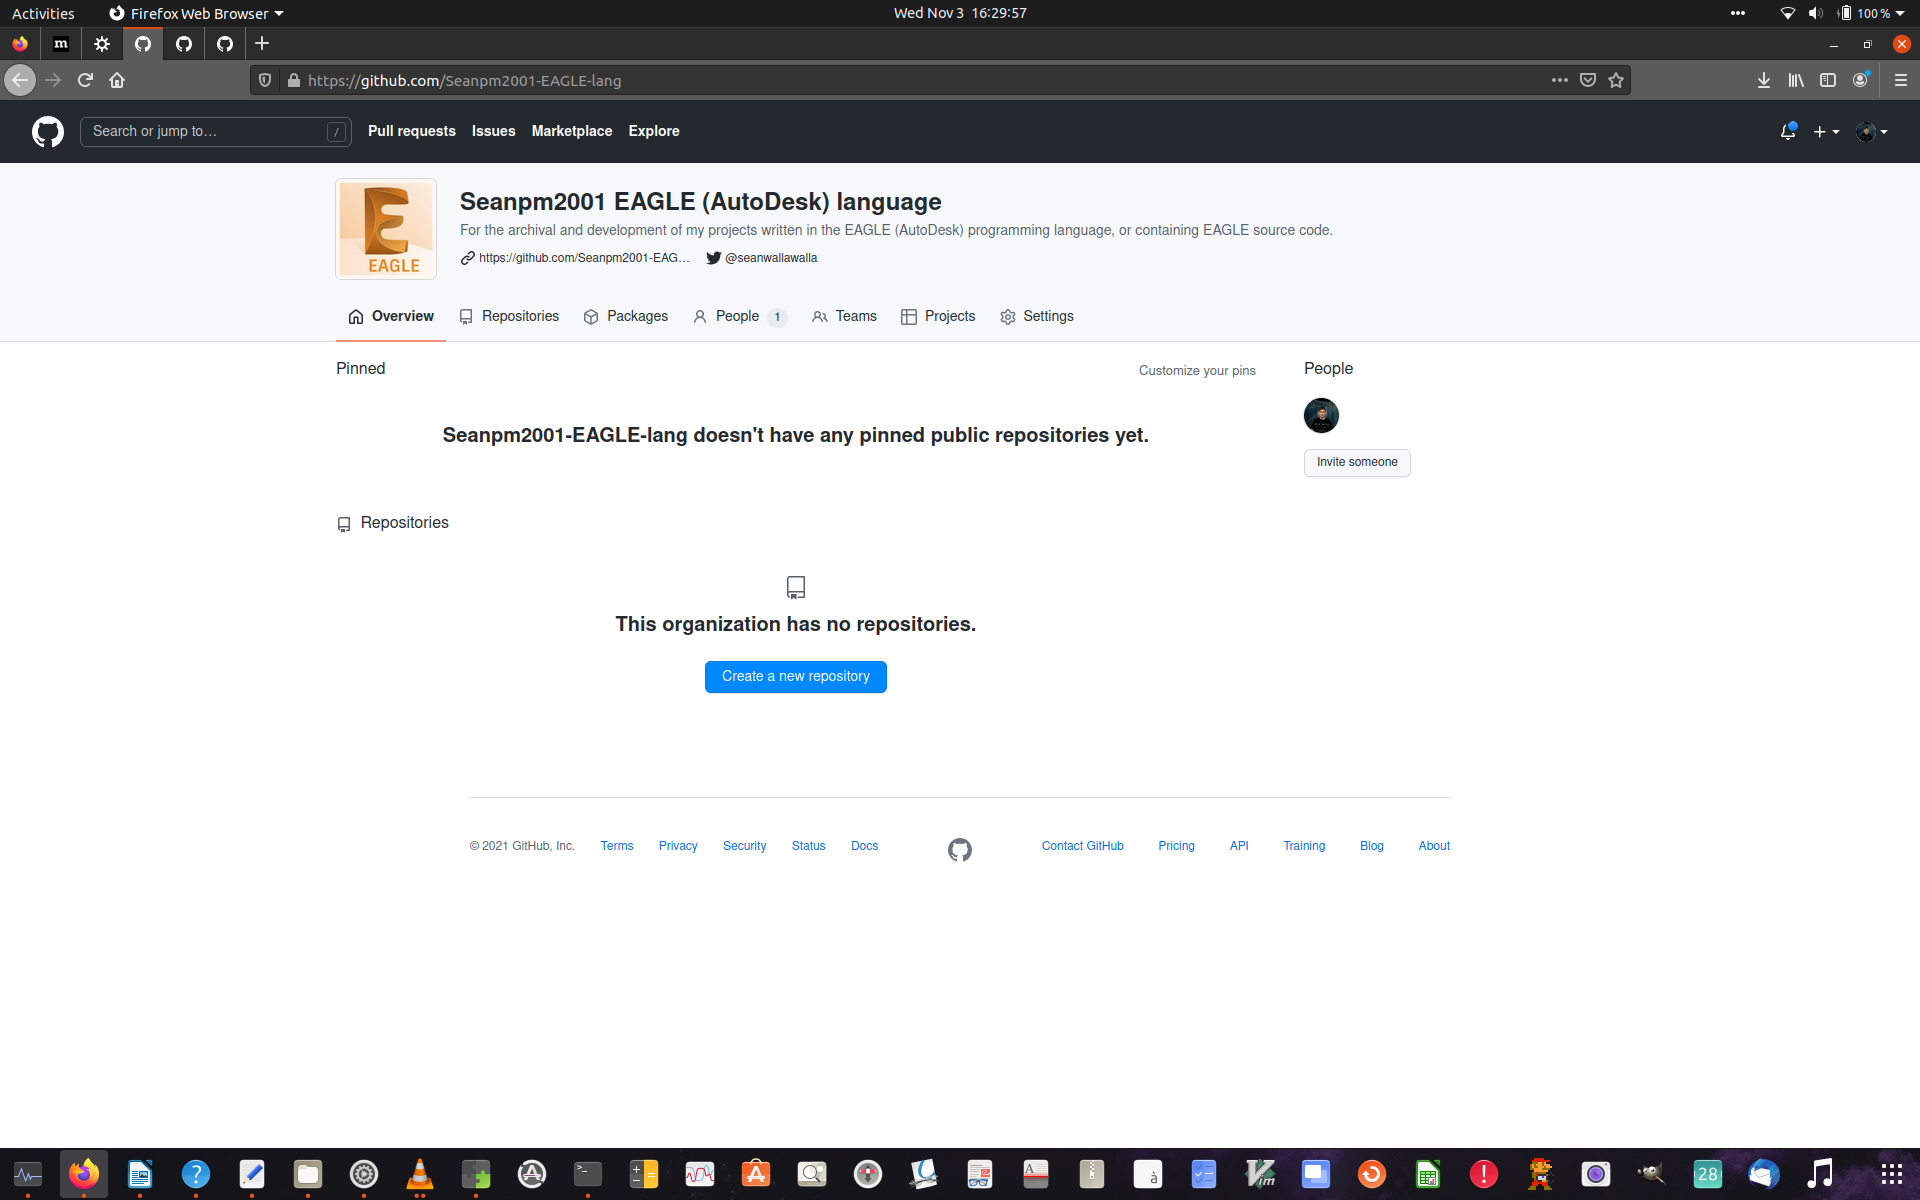 Activities Firefox Web Browser Wed Nov 3 16:29:57 100 %
m
https://github.com/Seanpm2001-EAGLE-lang
Search or jump to… / Pull requests Issues Marketplace Explore
EAGLE
Seanpm2001 EAGLE (AutoDesk) language
For the archival and development of my projects written in the EAGLE (AutoDesk) programming language, or containing EAGLE source code.
https://github.com/Seanpm2001-EAG… @seanwallawalla
Overview Repositories Packages People 1 Teams Projects Settings
Pinned Customize your pins People
Seanpm2001-EAGLE-lang doesn't have any pinned public repositories yet.
Invite someone
Repositories
This organization has no repositories.
Create a new repository
© 2021 GitHub, Inc. Terms Privacy Security Status Docs Contact GitHub Pricing API Training Blog About
28